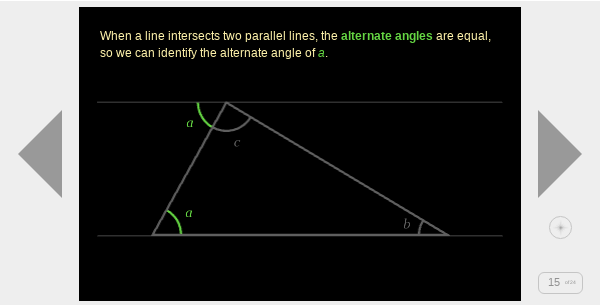 When a line intersects two parallel lines, the alternate angles are equal,
so we can identify the alternate angle of a.
a
c
a
b
15